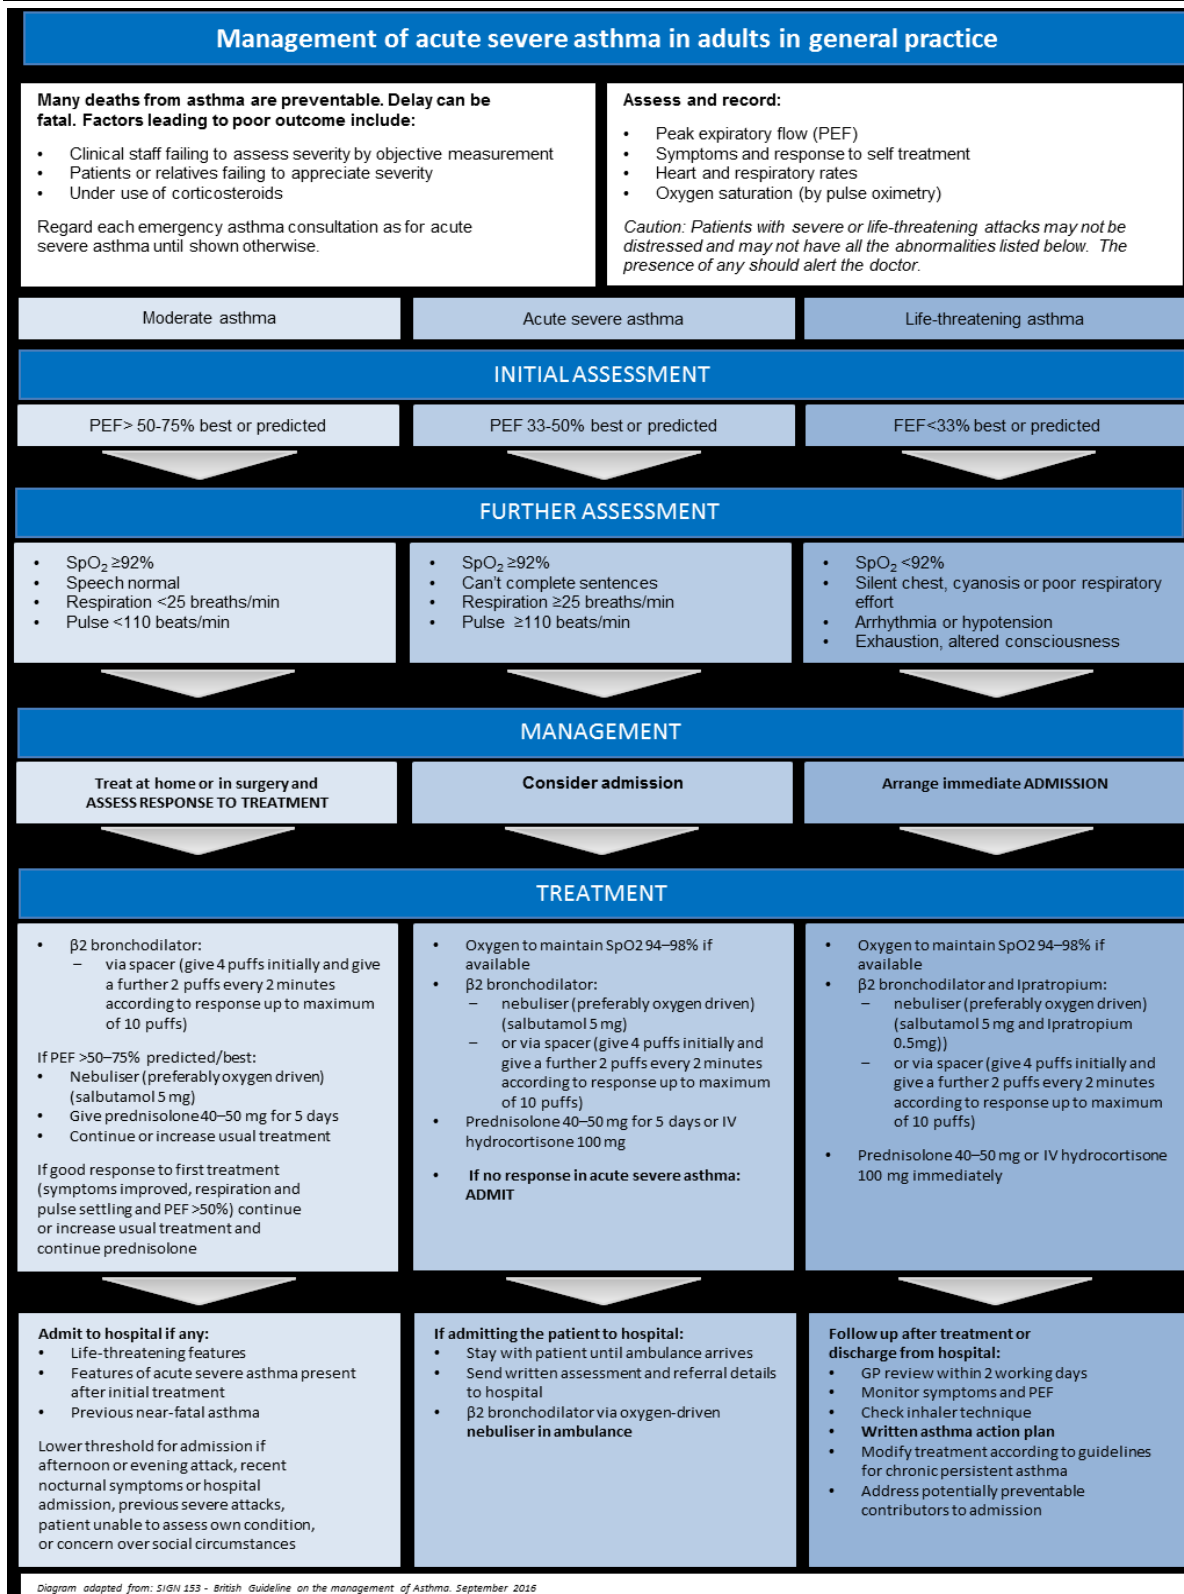 Management of acute severe asthma in adults in general practice
Many deaths from asthma are preventable. Delay can be
fatal. Factors leading to poor outcome include:
• Clinical staff failing to assess severity by objective measurement
• Patients or relatives failing to appreciate severity
• Under use of corticosteroids
Regard each emergency asthma consultation as for acute
severe asthma until shown otherwise.
Assess and record:
• Peak expiratory flow (PEF)
• Symptoms and response to self treatment
• Heart and respiratory rates
• Oxygen saturation (by pulse oximetry)
Caution: Patients with severe or life-threatening attacks may not be
distressed and may not have all the abnormalities listed below. The
presence of any should alert the doctor.
Moderate asthma
Acute severe asthma
Life-threatening asthma
INITIAL ASSESSMENT
PEF> 50-75% best or predicted
PEF 33-50% best or predicted
FEF<33% best or predicted
FURTHER ASSESSMENT
• SpO₂ ≥92%
• Speech normal
• Respiration <25 breaths/min
• Pulse <110 beats/min
• SpO₂ ≥92%
• Can't complete sentences
• Respiration ≥25 breaths/min
• Pulse ≥110 beats/min
• SpO₂ <92%
• Silent chest, cyanosis or poor respiratory
effort
• Arrhythmia or hypotension
• Exhaustion, altered consciousness
MANAGEMENT
Treat at home or in surgery and
ASSESS RESPONSE TO TREATMENT
Consider admission
Arrange immediate ADMISSION
TREATMENT
• β2 bronchodilator:
– via spacer (give 4 puffs initially and give
a further 2 puffs every 2 minutes
according to response up to maximum
of 10 puffs)
If PEF >50–75% predicted/best:
• Nebuliser (preferably oxygen driven)
(salbutamol 5 mg)
• Give prednisolone 40–50 mg for 5 days
• Continue or increase usual treatment
If good response to first treatment
(symptoms improved, respiration and
pulse settling and PEF >50%) continue
or increase usual treatment and
continue prednisolone
• Oxygen to maintain SpO2 94–98% if
available
• β2 bronchodilator:
– nebuliser (preferably oxygen driven)
(salbutamol 5 mg)
– or via spacer (give 4 puffs initially and
give a further 2 puffs every 2 minutes
according to response up to maximum
of 10 puffs)
• Prednisolone 40–50 mg for 5 days or IV
hydrocortisone 100 mg
• If no response in acute severe asthma:
ADMIT
• Oxygen to maintain SpO2 94–98% if
available
• β2 bronchodilator and Ipratropium:
– nebuliser (preferably oxygen driven)
(salbutamol 5 mg and Ipratropium
0.5mg))
– or via spacer (give 4 puffs initially and
give a further 2 puffs every 2 minutes
according to response up to maximum
of 10 puffs)
• Prednisolone 40–50 mg or IV hydrocortisone
100 mg immediately
Admit to hospital if any:
• Life-threatening features
• Features of acute severe asthma present
after initial treatment
• Previous near-fatal asthma
Lower threshold for admission if
afternoon or evening attack, recent
nocturnal symptoms or hospital
admission, previous severe attacks,
patient unable to assess own condition,
or concern over social circumstances
If admitting the patient to hospital:
• Stay with patient until ambulance arrives
• Send written assessment and referral details
to hospital
• β2 bronchodilator via oxygen-driven
nebuliser in ambulance
Follow up after treatment or
discharge from hospital:
• GP review within 2 working days
• Monitor symptoms and PEF
• Check inhaler technique
• Written asthma action plan
• Modify treatment according to guidelines
for chronic persistent asthma
• Address potentially preventable
contributors to admission
Diagram adapted from: SIGN 153 - British Guideline on the management of Asthma. September 2016